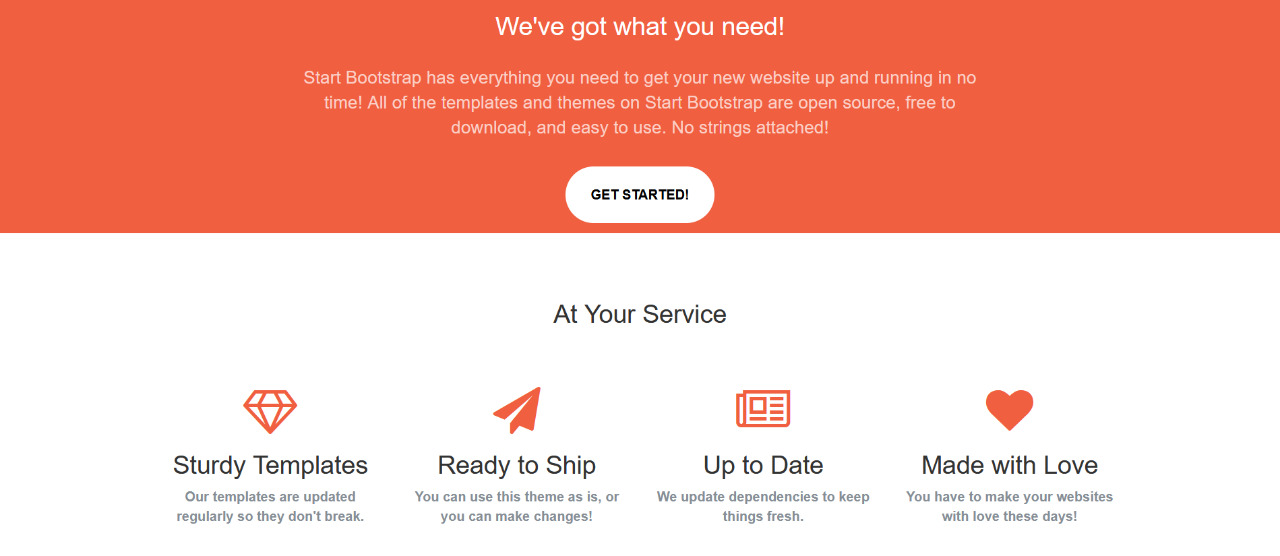 We've got what you need!
Start Bootstrap has everything you need to get your new website up and running in no
time! All of the templates and themes on Start Bootstrap are open source, free to
download, and easy to use. No strings attached!
GET STARTED!
At Your Service
Sturdy Templates
Our templates are updated
regularly so they don't break.
Ready to Ship
You can use this theme as is, or
you can make changes!
Up to Date
We update dependencies to keep
things fresh.
Made with Love
You have to make your websites
with love these days!